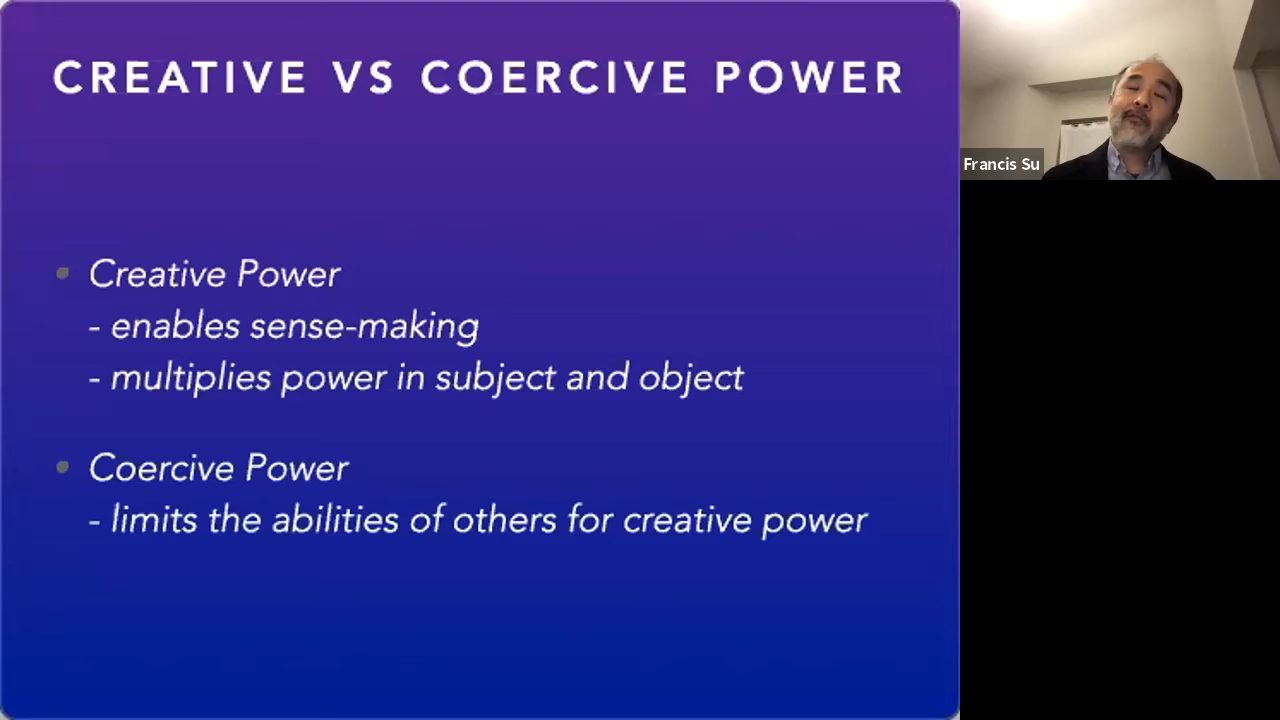 CREATIVE VS COERCIVE POWER
• Creative Power
- enables sense-making
- multiplies power in subject and object
• Coercive Power
- limits the abilities of others for creative power
Francis Su